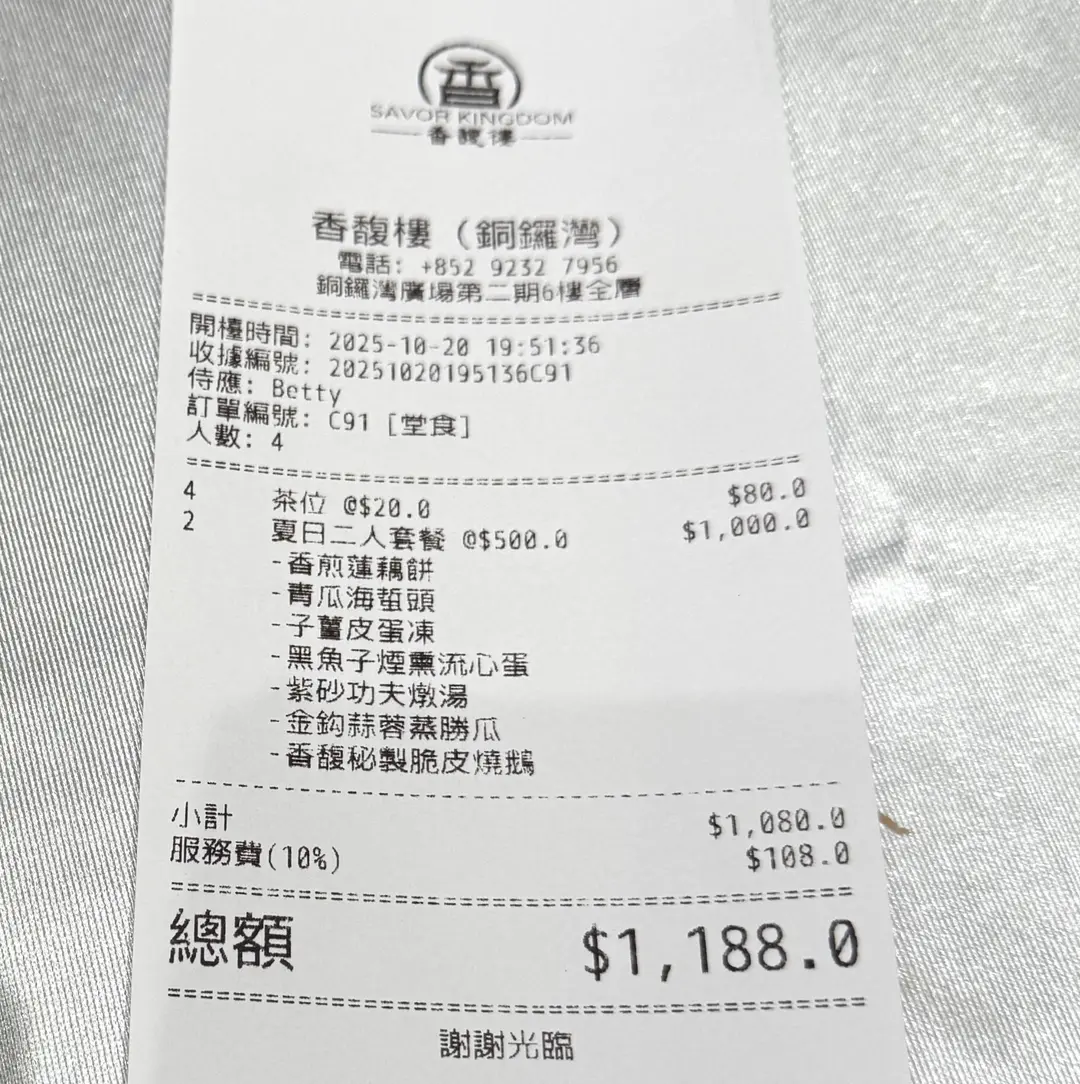 香
SAVOR KINGDOM
香馥樓
香馥樓（銅鑼灣）
電話: +852 9232 7956
銅鑼灣廣場第二期6樓全層
開檯時間: 2025-10-20 19:51:36
收據編號: 20251020195136C91
侍應: Betty
訂單編號: C91 [堂食]
人數: 4
4 茶位 @$20.0 $80.0
2 夏日二人套餐 @$500.0 $1,000.0
-香煎蓮藕餅
-青瓜海蜇頭
-子薑皮蛋凍
-黑魚子煙熏流心蛋
-紫砂功夫燉湯
-金鈎蒜蓉蒸勝瓜
-香馥秘製脆皮燒鵝
小計 $1,080.0
服務費(10%) $108.0
總額 $1,188.0
謝謝光臨